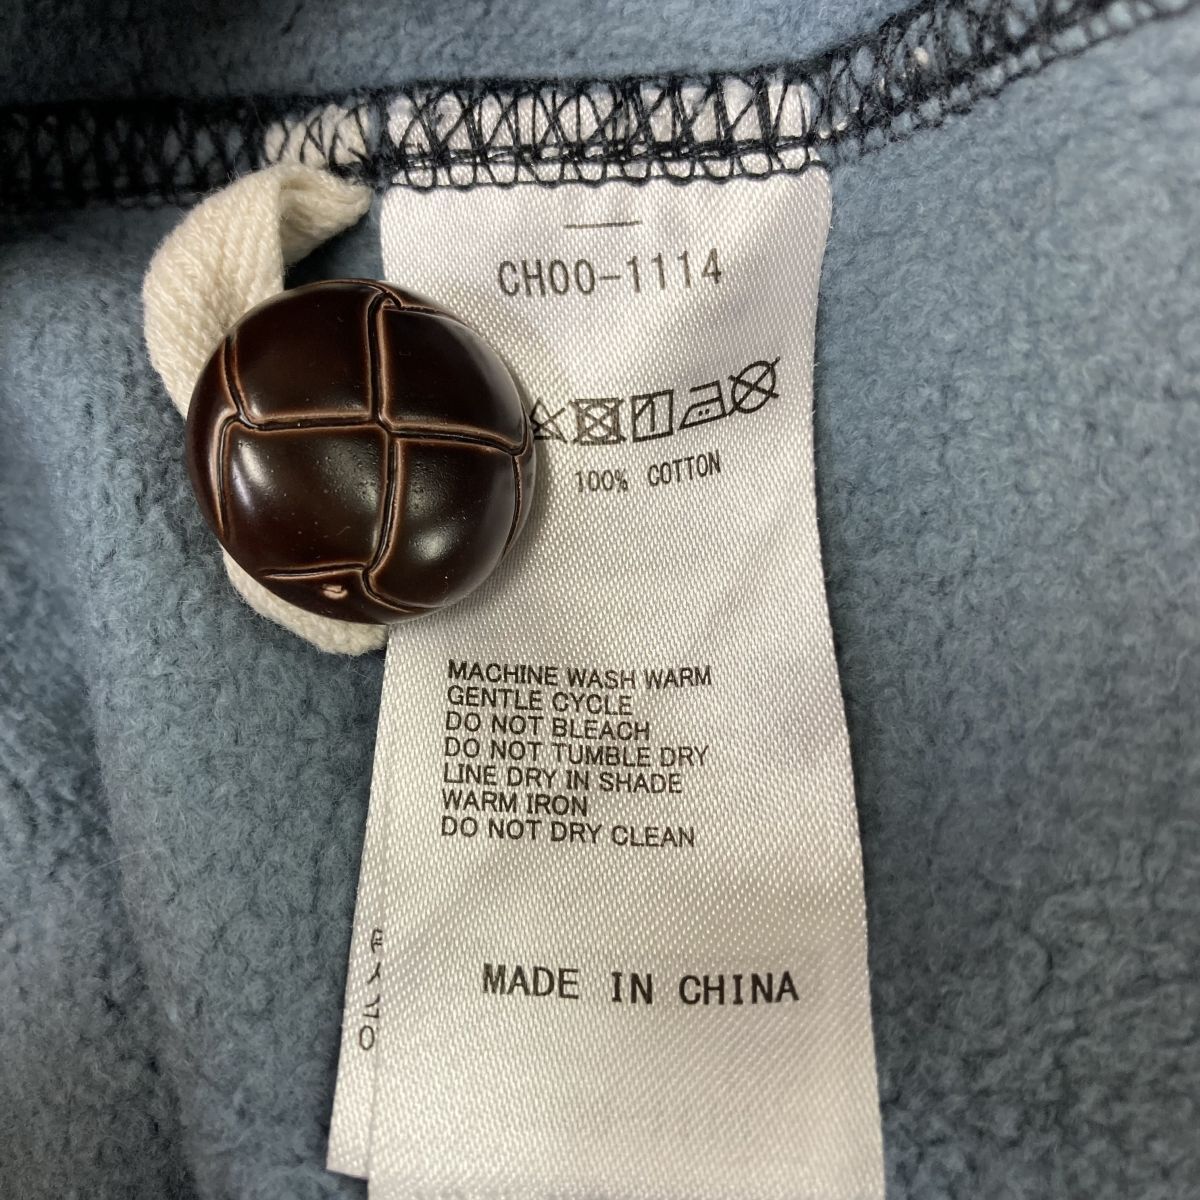 CH00-1114
100% COTTON
MACHINE WASH WARM
GENTLE CYCLE
DO NOT BLEACH
DO NOT TUMBLE DRY
LINE DRY IN SHADE
WARM IRON
DO NOT DRY CLEAN
MADE IN CHINA